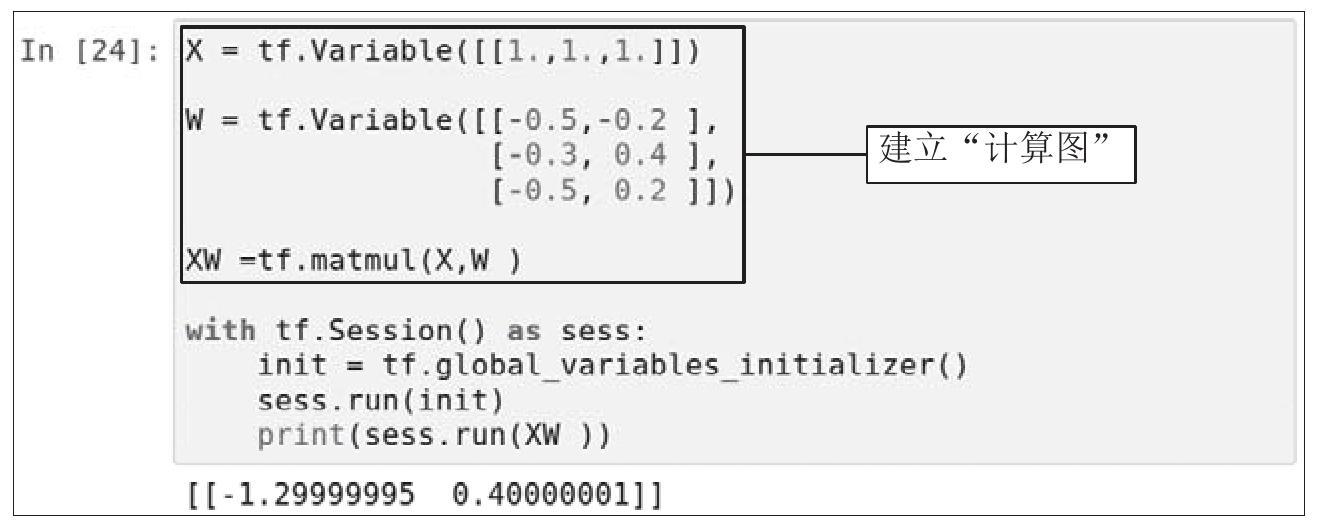 In [24]: X = tf.Variable([[1.,1.,1.]])
W = tf.Variable([[-0.5,-0.2 ],
[-0.3, 0.4 ],
[-0.5, 0.2 ]])
XW =tf.matmul(X,W )
建立“计算图”
with tf.Session() as sess:
init = tf.global_variables_initializer()
sess.run(init)
print(sess.run(XW ))
[[-1.29999995 0.40000001]]